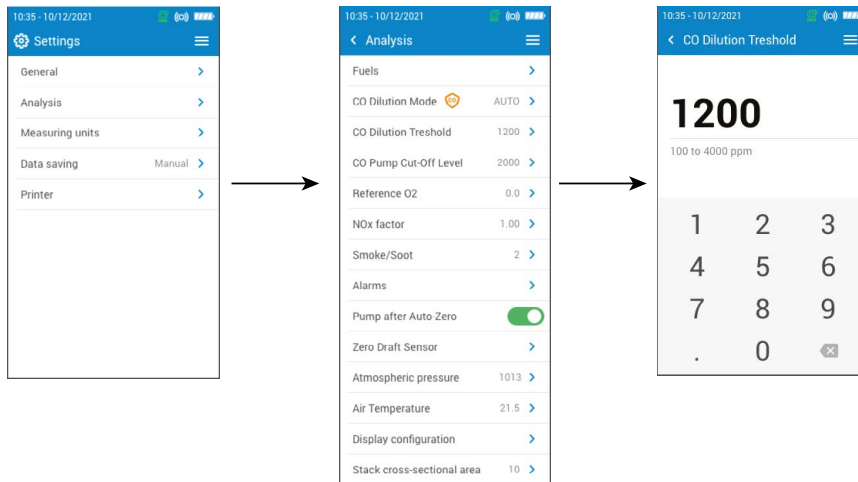 10:35 - 10/12/2021
Settings
General
Analysis
Measuring units
Data saving Manual
Printer
10:35 - 10/12/2021
Analysis
Fuels
CO Dilution Mode CO AUTO
CO Dilution Treshold 1200
CO Pump Cut-Off Level 2000
Reference O2 0.0
NOx factor 1.00
Smoke/Soot 2
Alarms
Pump after Auto Zero
Zero Draft Sensor
Atmospheric pressure 1013
Air Temperature 21.5
Display configuration
Stack cross-sectional area 10
10:35 - 10/12/2021
CO Dilution Treshold
1200
100 to 4000 ppm
1 2 3
4 5 6
7 8 9
. 0